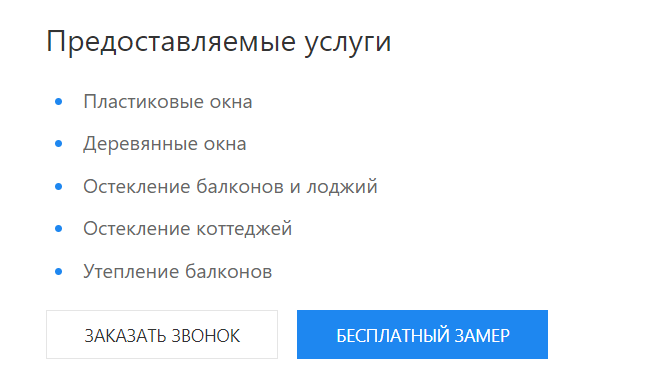 Предоставляемые услуги
Пластиковые окна
Деревянные окна
Остекление балконов и лоджий
Остекление коттеджей
Утепление балконов
ЗАКАЗАТЬ ЗВОНОК
БЕСПЛАТНЫЙ ЗАМЕР